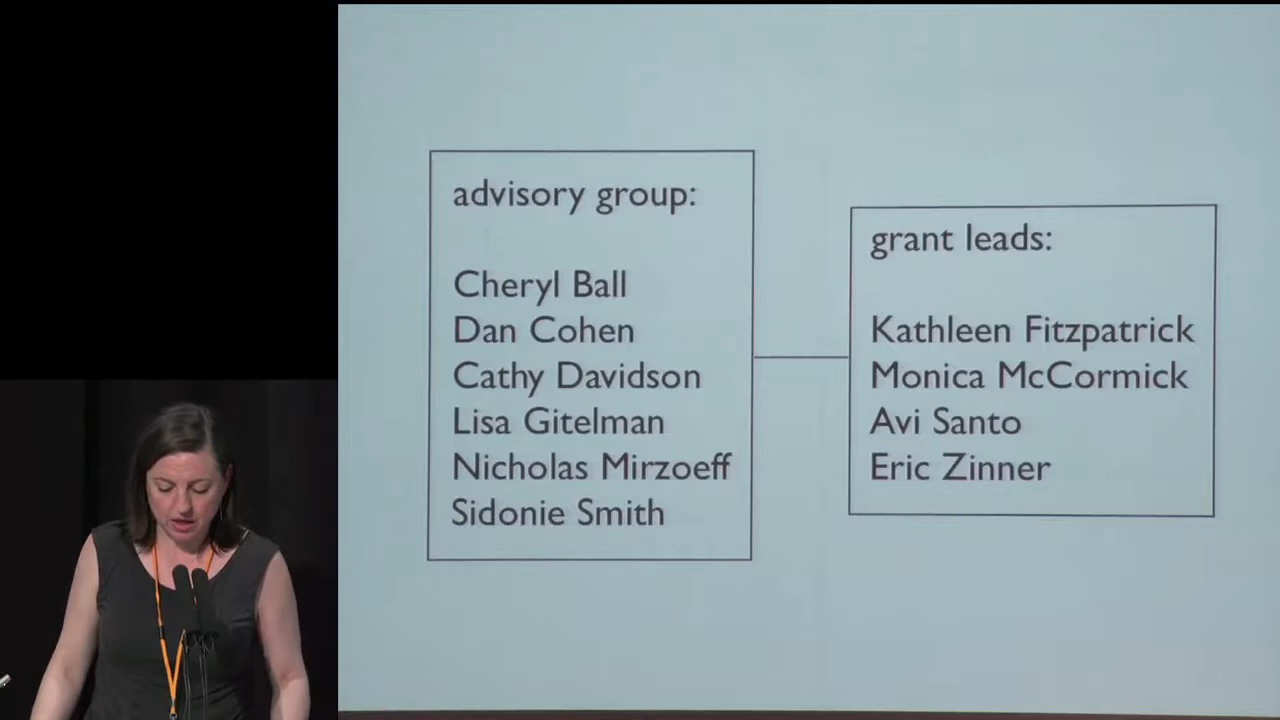 advisory group:
Cheryl Ball
Dan Cohen
Cathy Davidson
Lisa Gitelman
Nicholas Mirzoeff
Sidonie Smith
grant leads:
Kathleen Fitzpatrick
Monica McCormick
Avi Santo
Eric Zinner